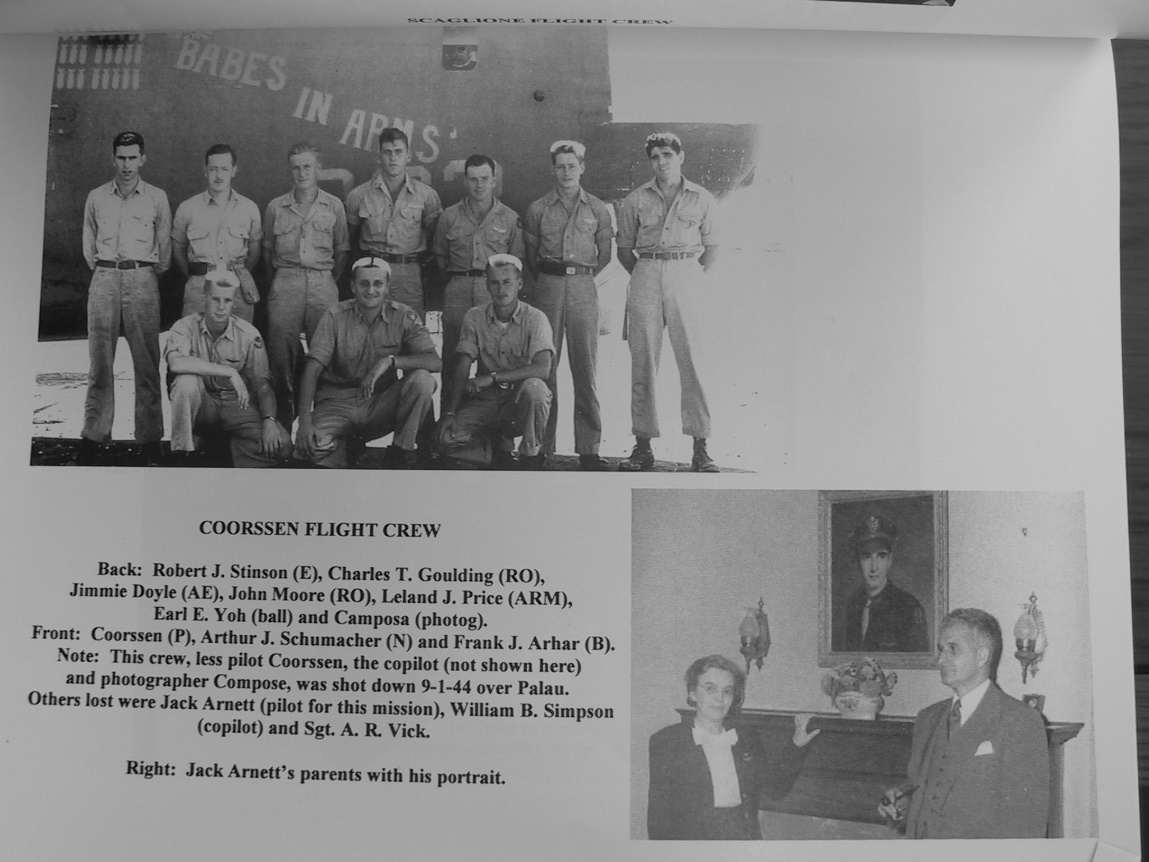 SCAGLIONE FLIGHT CREW
BABES
IN ARMS
COORSSEN FLIGHT CREW
Back: Robert J. Stinson (E), Charles T. Goulding (RO),
Jimmie Doyle (AE), John Moore (RO), Leland J. Price (ARM),
Earl E. Yoh (ball) and Camposa (photog).
Front: Coorssen (P), Arthur J. Schumacher (N) and Frank J. Arhar (B).
Note: This crew, less pilot Coorssen, the copilot (not shown here)
and photographer Compose, was shot down 9-1-44 over Palau.
Others lost were Jack Arnett (pilot for this mission), William B. Simpson
(copilot) and Sgt. A. R. Vick.
Right: Jack Arnett's parents with his portrait.